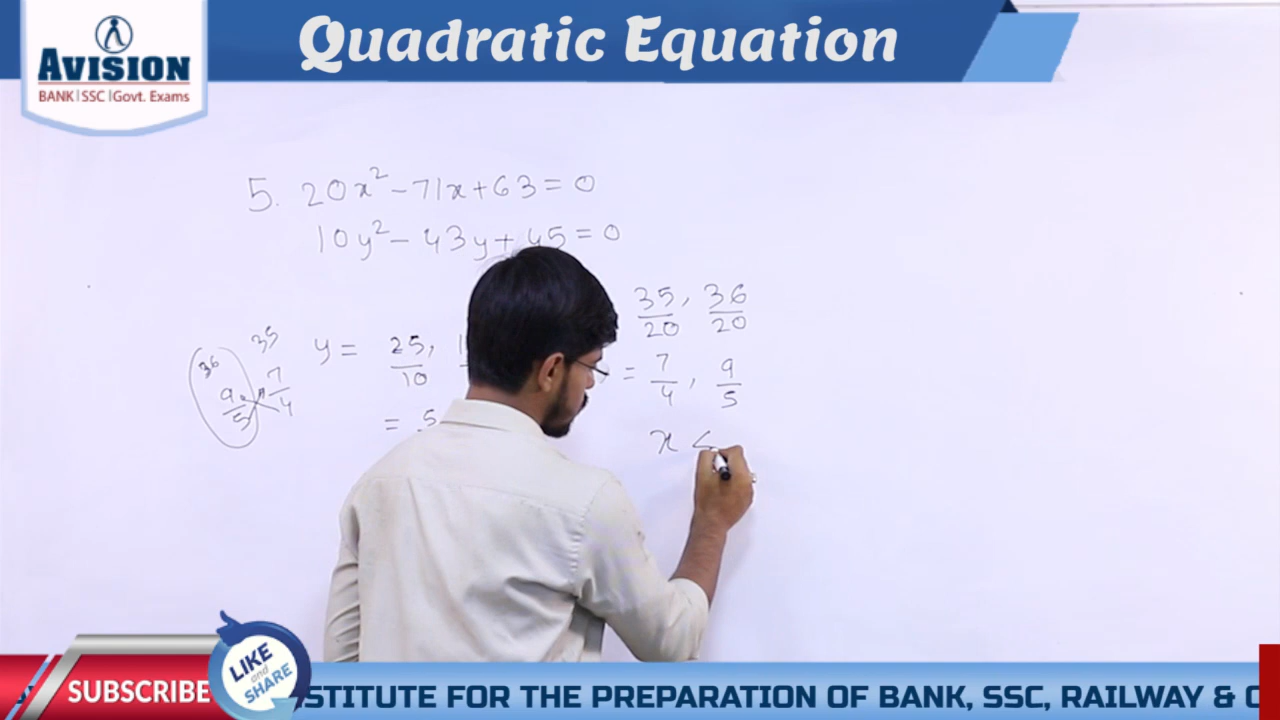 Quadratic Equation
AVISION
BANK | SSC | Govt. Exams
5. 20x² - 71x + 63 = 0
10y² - 43y + 45 = 0
35/20, 36/20
36 35
y = 25/10,
= 7/4, 9/5
9/5 7/4
= 5
x <
LIKE
and
SHARE
SUBSCRIBE
STITUTE FOR THE PREPARATION OF BANK, SSC, RAILWAY &